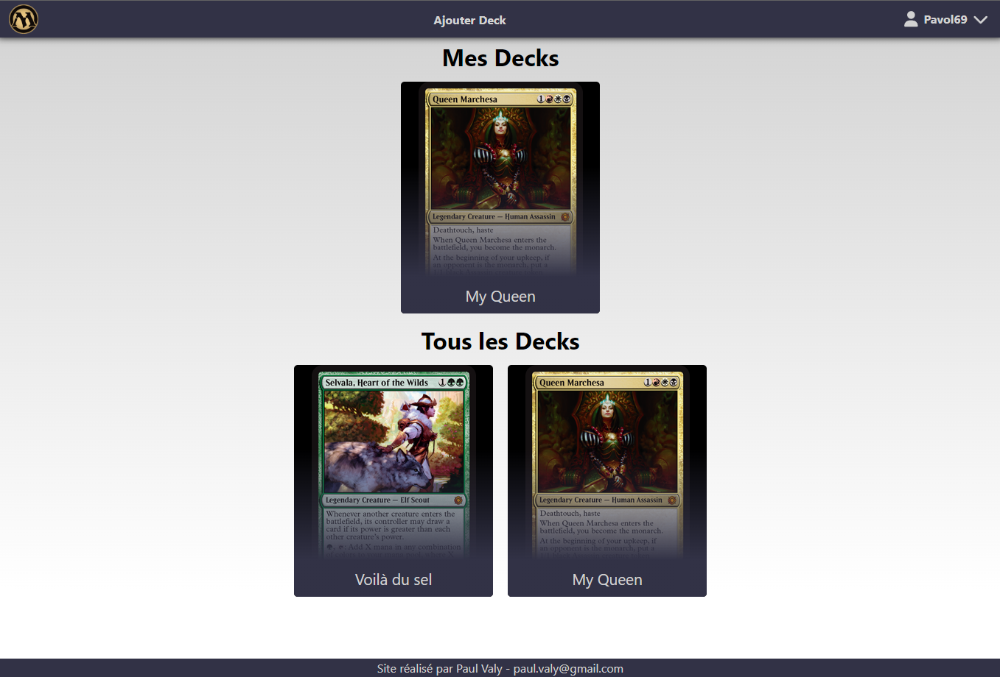 Ajouter Deck
Pavol69
Mes Decks
Queen Marchesa 1
Legendary Creature — Human Assassin
Deathtouch, haste
When Queen Marchesa enters the
battlefield, you become the monarch.
At the beginning of your upkeep, if
an opponent is the monarch, put a
My Queen
Tous les Decks
Selvala, Heart of the Wilds 1
Legendary Creature — Elf Scout
Whenever another creature enters the
battlefield, its controller may draw a
card if its power is greater than each
other creature's power.
: Add X mana in any combination
Voilà du sel
Queen Marchesa 1
Legendary Creature — Human Assassin
Deathtouch, haste
When Queen Marchesa enters the
battlefield, you become the monarch.
At the beginning of your upkeep, if
an opponent is the monarch, put a
My Queen
Site réalisé par Paul Valy - paul.valy@gmail.com